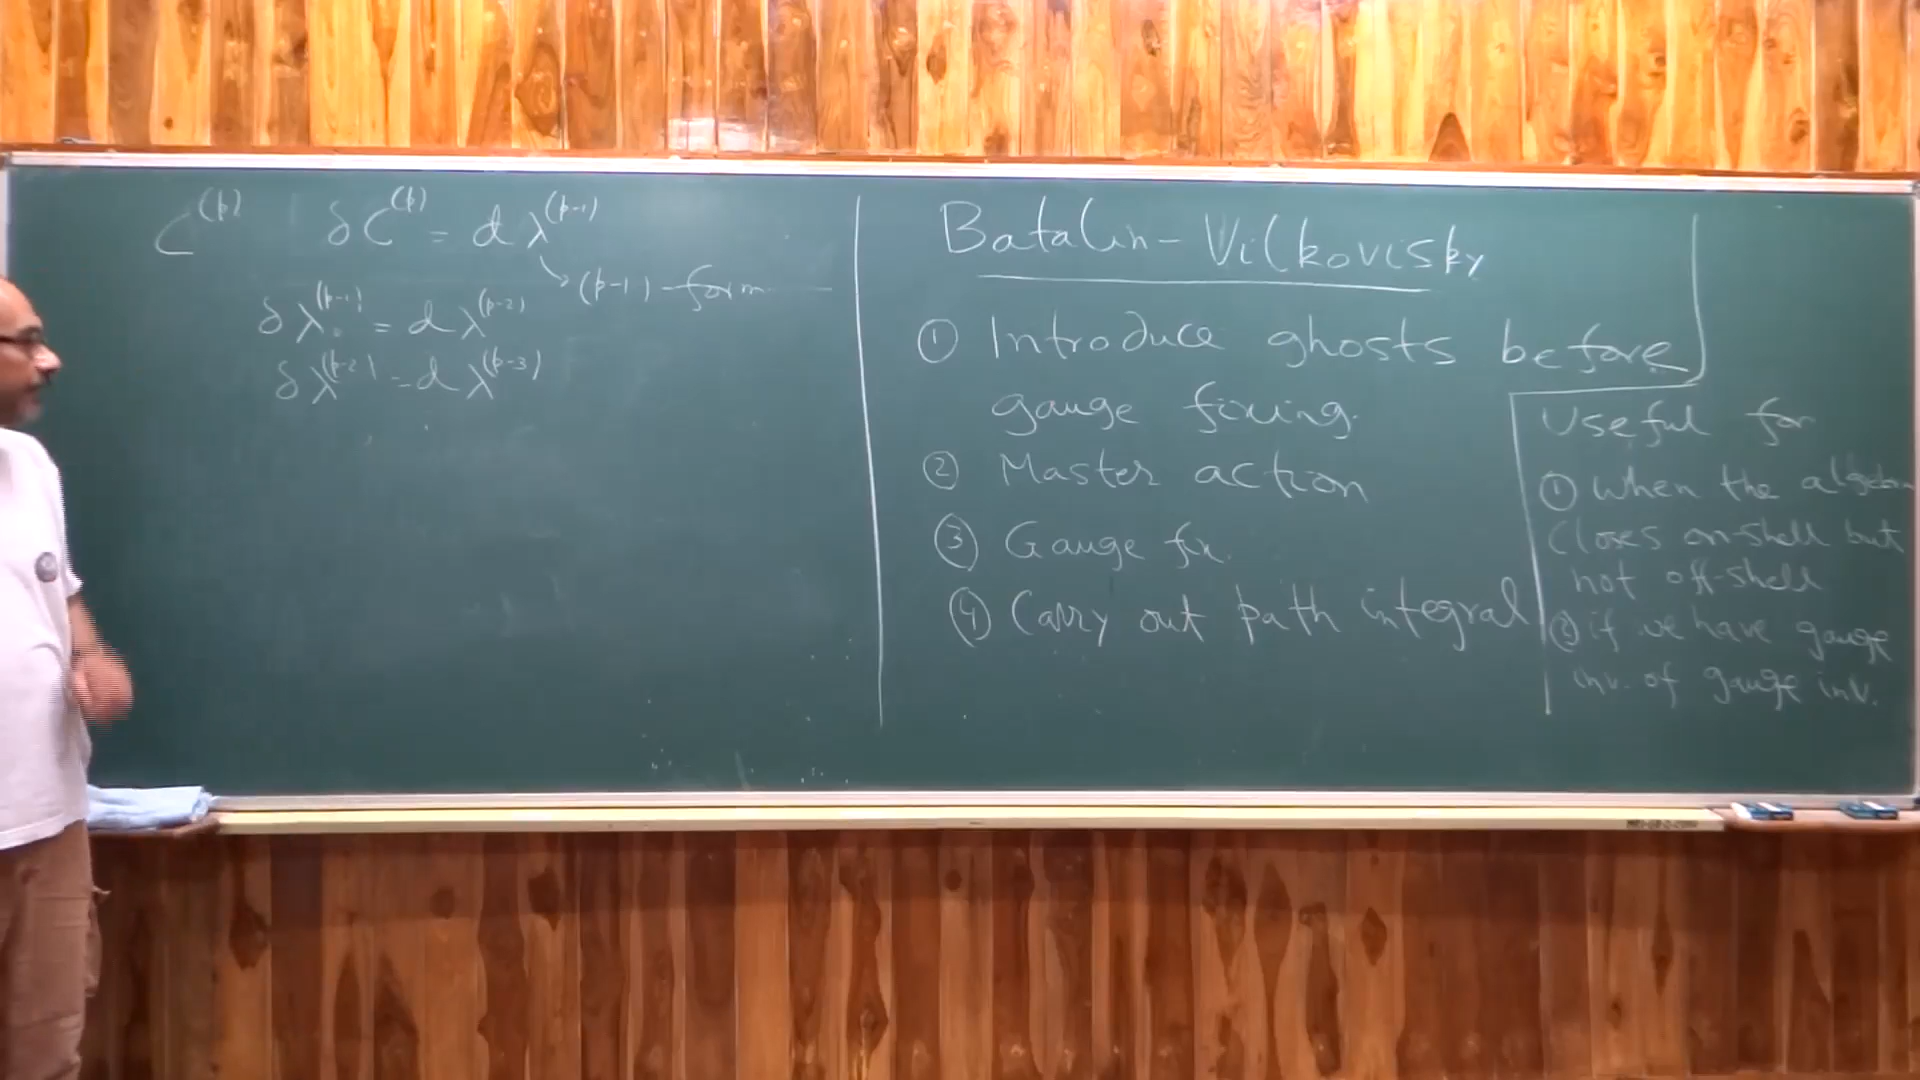 C^{(p)} δC^{(p)} = dλ^{(p-1)}
→ (p-1)-form
δλ^{(p-1)} = dλ^{(p-2)}
δλ^{(p-2)} = dλ^{(p-3)}
Batalin-Vilkovisky
① Introduce ghosts before
gauge fixing.
② Master action
③ Gauge fix.
④ Carry out path integral
Useful for
① When the algebra
closes on-shell but
not off-shell
② if we have gauge
inv. of gauge inv.